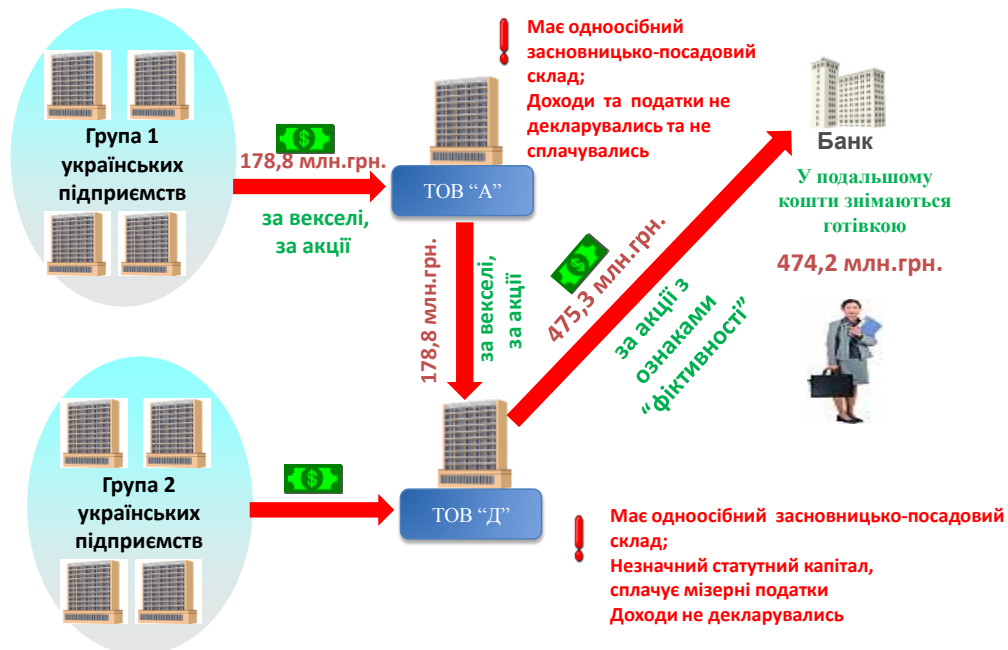 Має одноосібний
засновницько-посадовий
склад;
Доходи та податки не
декларувались та не
сплачувались
Група 1
українських
підприємств
178,8 млн.грн.
за векселі,
за акції
ТОВ “А”
Банк
У подальшому
кошти знімаються
готівкою
474,2 млн.грн.
178,8 млн.грн.
за векселі,
за акції
475,3 млн.грн.
за акції з
ознаками
“фіктивності”
Група 2
українських
підприємств
ТОВ “Д”
Має одноосібний засновницько-посадовий
склад;
Незначний статутний капітал,
сплачує мізерні податки
Доходи не декларувались